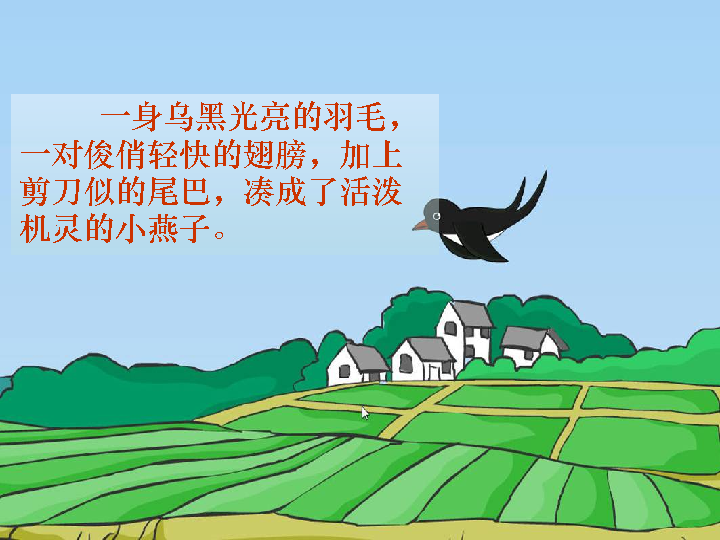 一身乌黑光亮的羽毛，
一对俊俏轻快的翅膀，加上
剪刀似的尾巴，凑成了活泼
机灵的小燕子。